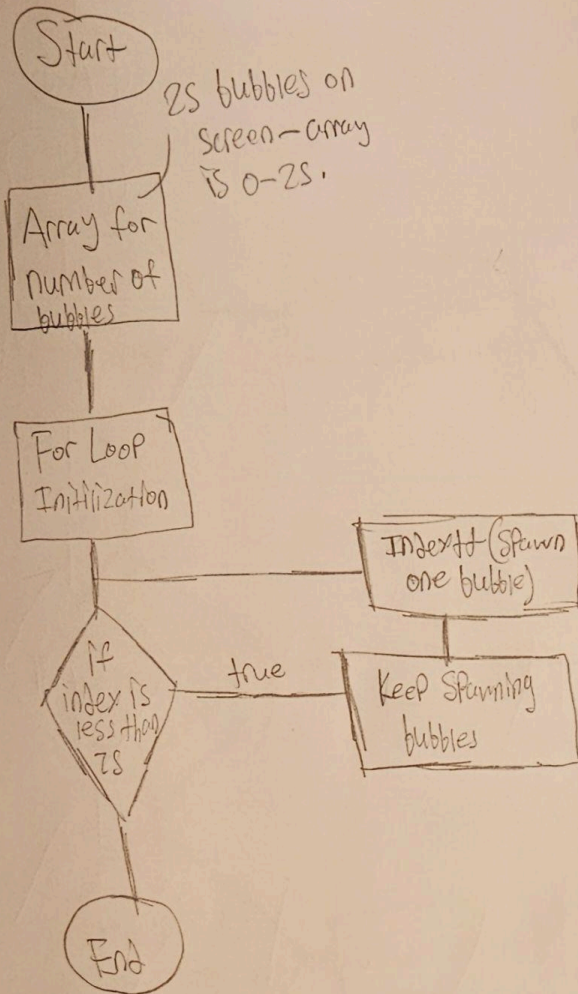 Start
25 bubbles on
screen-array
is 0-25.
Array for
number of
bubbles
For Loop
Initilization
Index++ (Spawn
one bubble)
if
index is
less than
25
true
Keep Spawning
bubbles
End